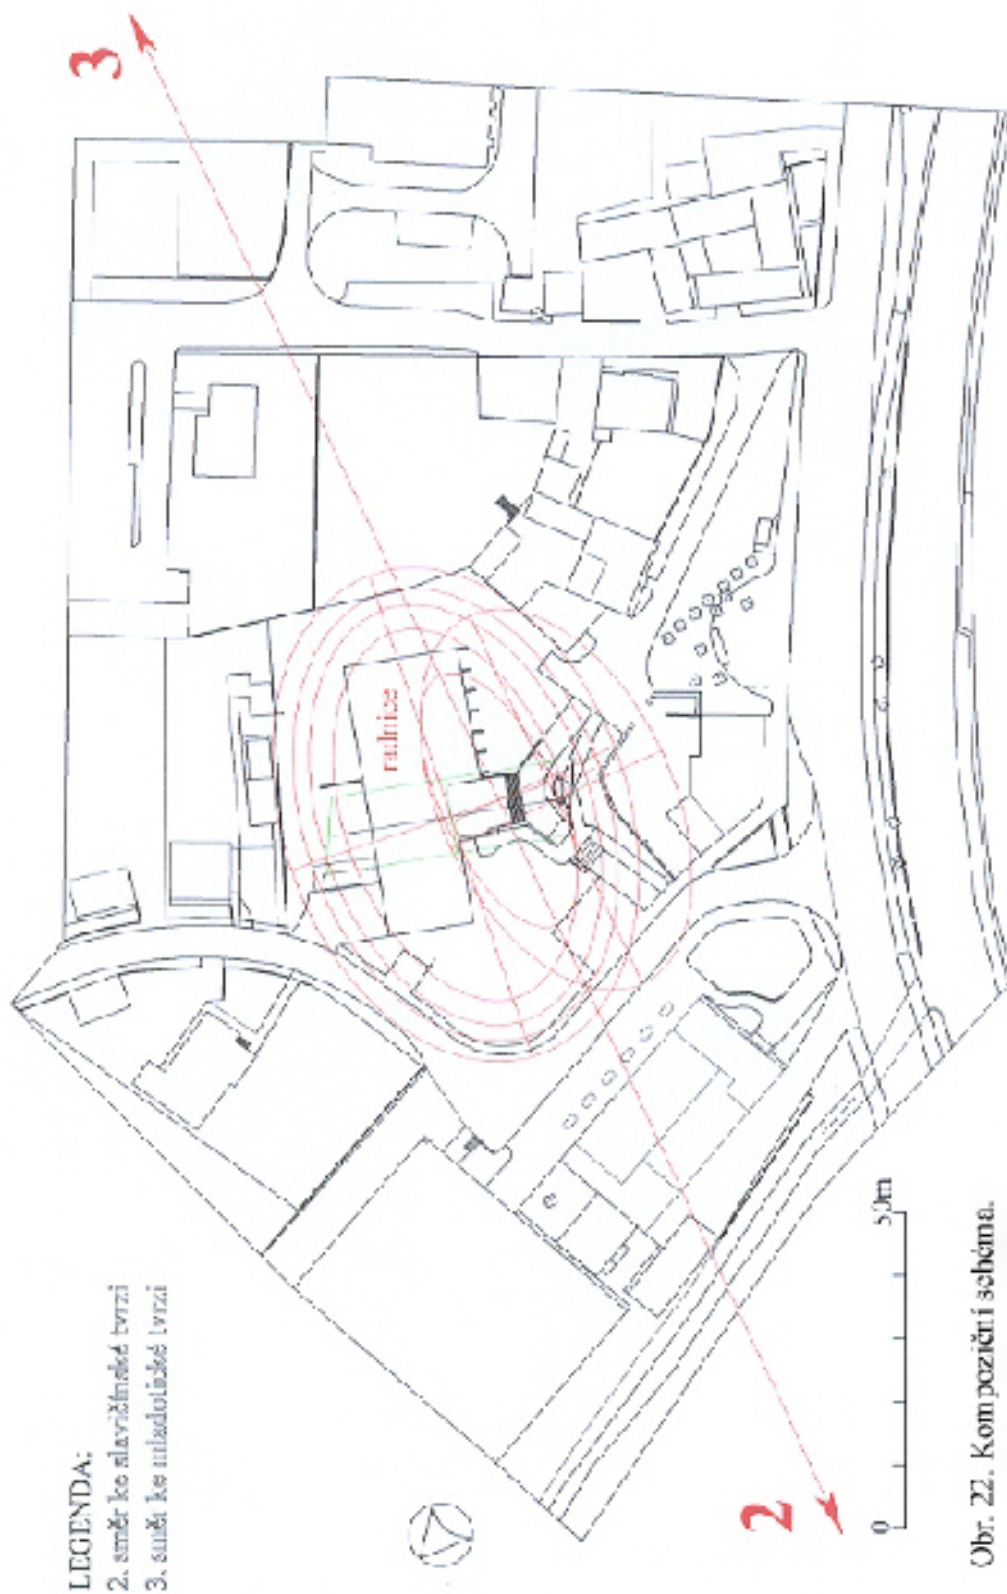 LEGENDA:
2. směr ke slavičínské tvrzi
3. směr ke mladotické tvrzi
3
radnice
2
0
50m
Obr. 22. Kompoziční schéma.